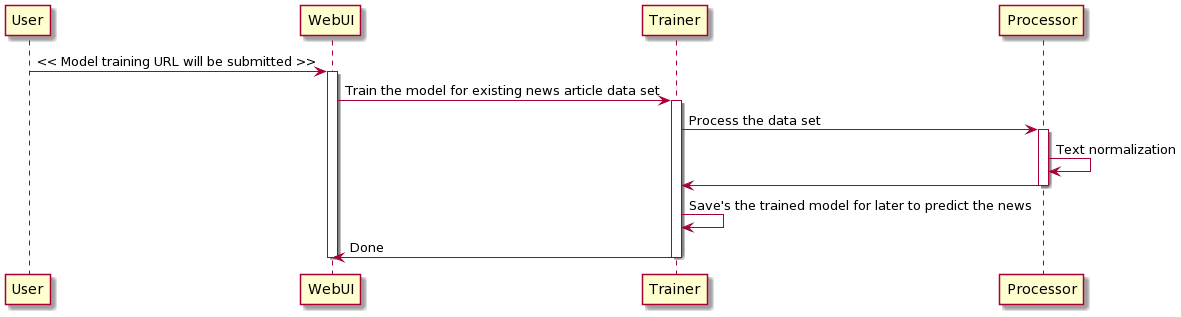 User
WebUI
Trainer
Processor
<< Model training URL will be submitted >>
Train the model for existing news article data set
Process the data set
Text normalization
Save's the trained model for later to predict the news
Done
User
WebUI
Trainer
Processor